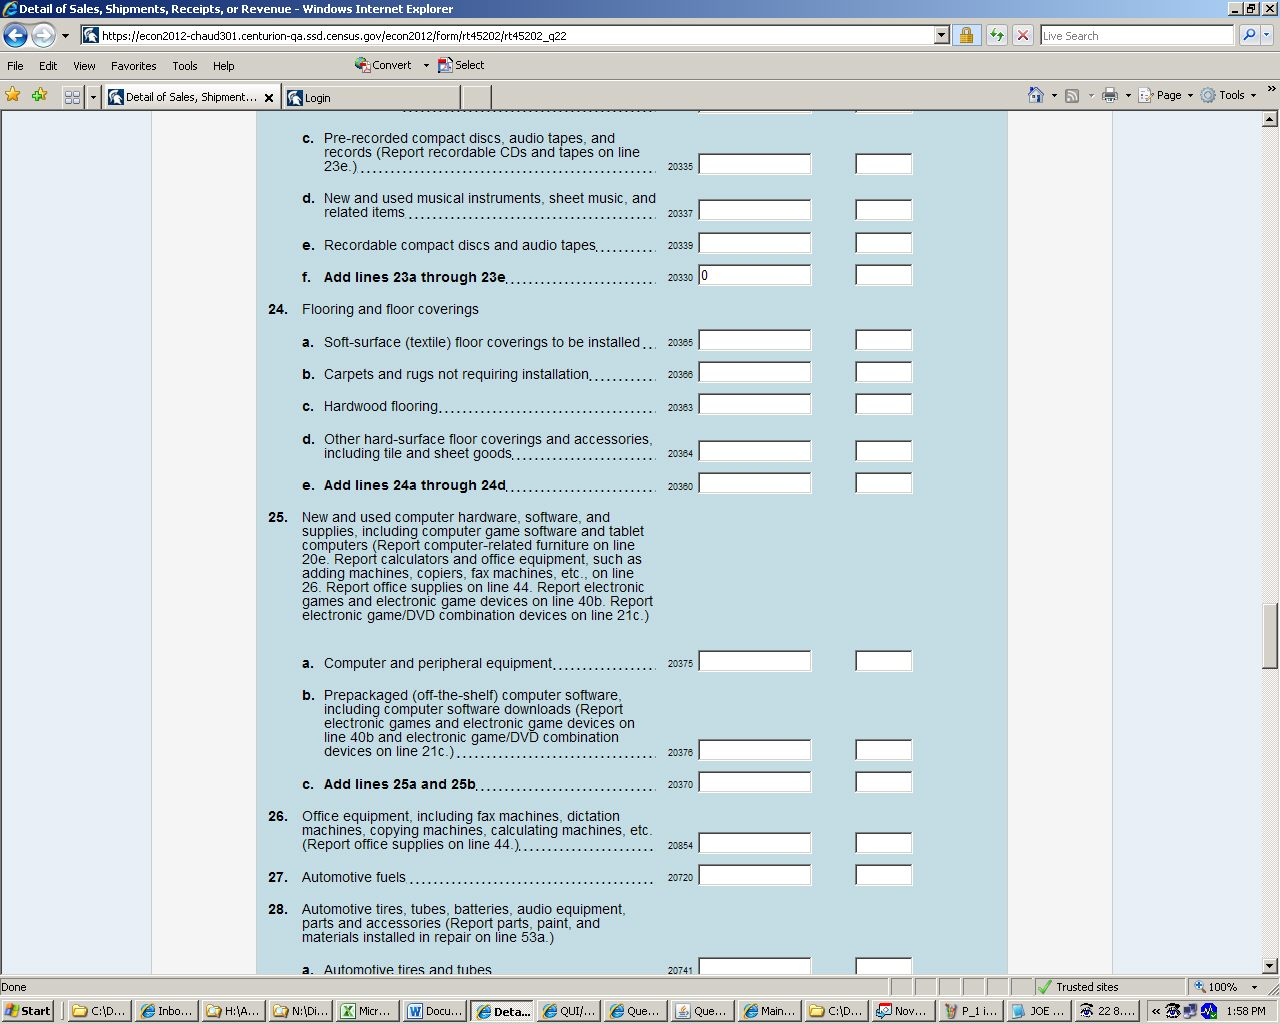 Detail of Sales, Shipments, Receipts, or Revenue - Windows Internet Explorer
https://econ2012-chaud301.centurion-qa.ssd.census.gov/econ2012/form/rt45202/rt45202_q22
Live Search
File Edit View Favorites Tools Help Convert Select
Detail of Sales, Shipment... Login Page Tools
c. Pre-recorded compact discs, audio tapes, and
records (Report recordable CDs and tapes on line
23e.) 20335
d. New and used musical instruments, sheet music, and
related items 20337
e. Recordable compact discs and audio tapes 20339
f. Add lines 23a through 23e 20330 0
24. Flooring and floor coverings
a. Soft-surface (textile) floor coverings to be installed 20365
b. Carpets and rugs not requiring installation 20366
c. Hardwood flooring 20363
d. Other hard-surface floor coverings and accessories,
including tile and sheet goods 20364
e. Add lines 24a through 24d 20360
25. New and used computer hardware, software, and
supplies, including computer game software and tablet
computers (Report computer-related furniture on line
20e. Report calculators and office equipment, such as
adding machines, copiers, fax machines, etc., on line
26. Report office supplies on line 44. Report electronic
games and electronic game devices on line 40b. Report
electronic game/DVD combination devices on line 21c.)
a. Computer and peripheral equipment 20375
b. Prepackaged (off-the-shelf) computer software,
including computer software downloads (Report
electronic games and electronic game devices on
line 40b and electronic game/DVD combination
devices on line 21c.) 20376
c. Add lines 25a and 25b 20370
26. Office equipment, including fax machines, dictation
machines, copying machines, calculating machines, etc.
(Report office supplies on line 44.) 20854
27. Automotive fuels 20720
28. Automotive tires, tubes, batteries, audio equipment,
parts and accessories (Report parts, paint, and
materials installed in repair on line 53a.)
a. Automotive tires and tubes 20741
Done Trusted sites 100%
Start C:\D... Inbo... H:\A... N:\Di... Micr... Docu... Deta... QUI/... Que... Que... Main... C:\D... Nov... P_1 i... JOE ... 22 8.... 1:58 PM